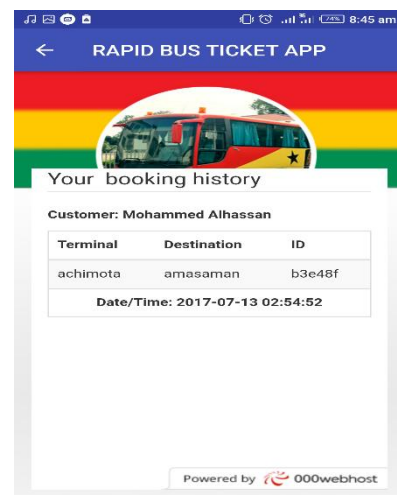 74% 8:45 am
RAPID BUS TICKET APP
Your booking history
Customer: Mohammed Alhassan
Terminal Destination ID
achimota amasaman b3e48f
Date/Time: 2017-07-13 02:54:52
Powered by 000webhost